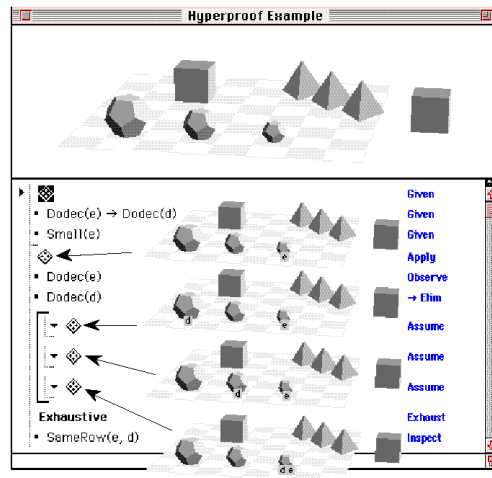 Hyperproof Example
Given
Dodec(e) → Dodec(d) Given
Small(e) Given
e Apply
Dodec(e) Observe
Dodec(d) → Elim
d e Assume
Assume
d e Assume
Exhaustive Exhaust
SameRow(e, d) Inspect
d e